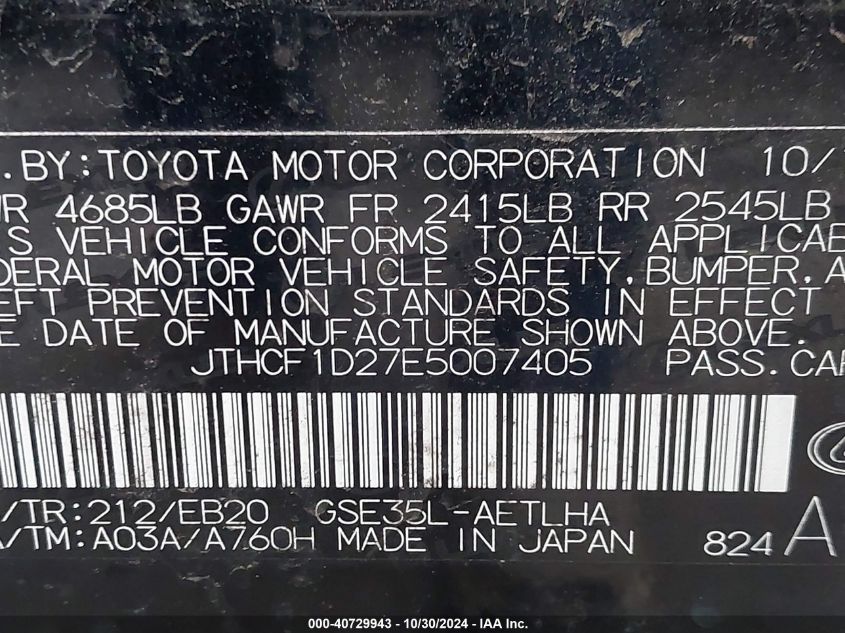 . BY: TOYOTA MOTOR CORPORATION 10/
R 4685LB GAWR FR 2415LB RR 2545LB
S VEHICLE CONFORMS TO ALL APPLICAB
DERAL MOTOR VEHICLE SAFETY, BUMPER, A
EFT PREVENTION STANDARDS IN EFFECT
E DATE OF MANUFACTURE SHOWN ABOVE.
JTHCF1D27E5007405 PASS. CAR
/TR: 212/EB20 GSE35L-AETLHA
A/TM: A03A/A760H MADE IN JAPAN 824 A
000-40729943 - 10/30/2024 - IAA Inc.